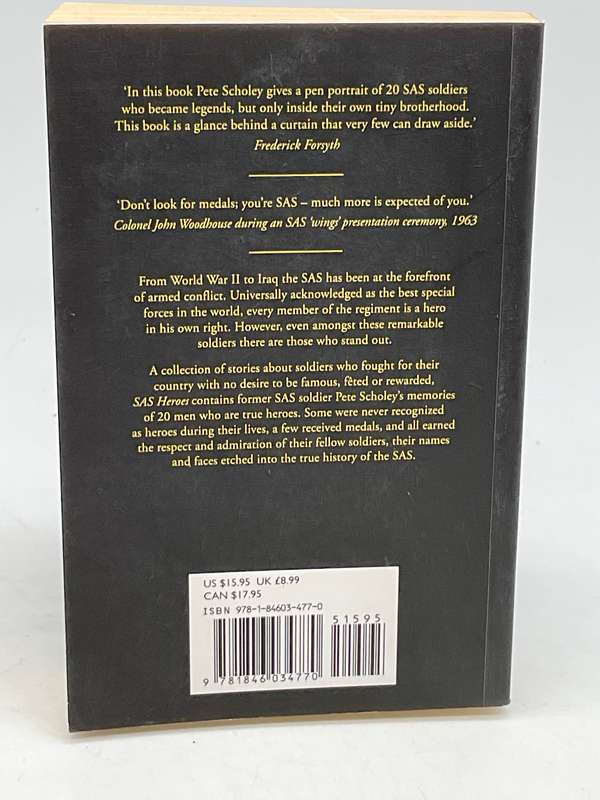 ‘In this book Pete Scholey gives a pen portrait of 20 SAS soldiers
who became legends, but only inside their own tiny brotherhood.
This book is a glance behind a curtain that very few can draw aside.’
Frederick Forsyth
‘Don’t look for medals; you’re SAS – much more is expected of you.’
Colonel John Woodhouse during an SAS ‘wings’ presentation ceremony, 1963
From World War II to Iraq the SAS has been at the forefront
of armed conflict. Universally acknowledged as the best special
forces in the world, every member of the regiment is a hero
in his own right. However, even amongst these remarkable
soldiers there are those who stand out.
A collection of stories about soldiers who fought for their
country with no desire to be famous, fêted or rewarded,
SAS Heroes contains former SAS soldier Pete Scholey’s memories
of 20 men who are true heroes. Some were never recognized
as heroes during their lives, a few received medals, and all earned
the respect and admiration of their fellow soldiers, their names
and faces etched into the true history of the SAS.
US $15.95 UK £8.99
CAN $17.95
ISBN 978-1-84603-477-0
51595
9 781846 034770